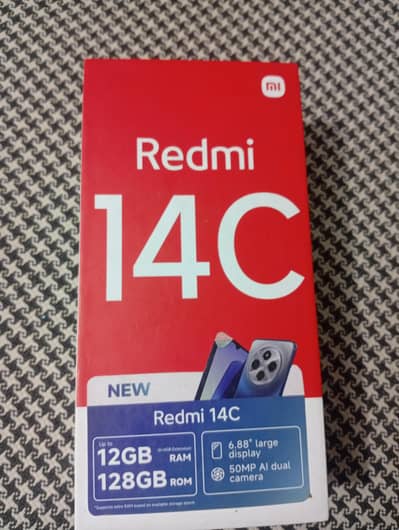 mi
Redmi
14C
NEW
Redmi 14C
Up to
12GB RAM
128GB ROM
6.88" large
display
50MP AI dual
camera